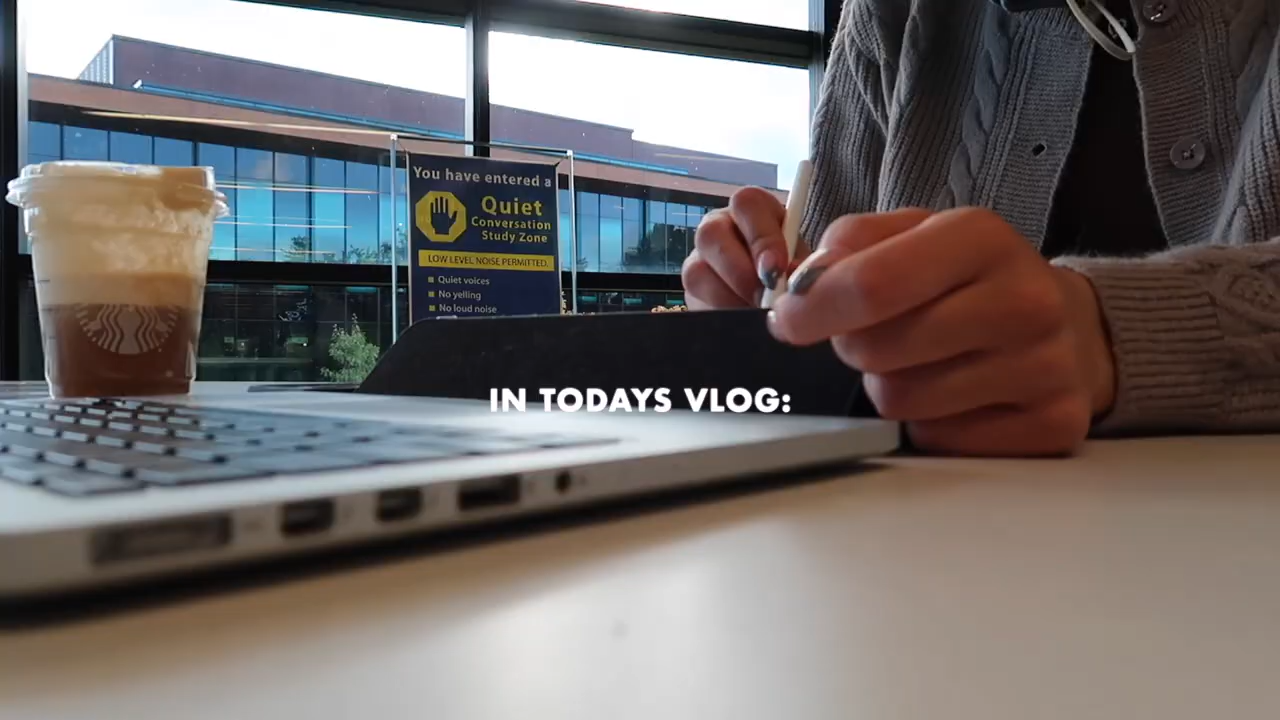 You have entered a
Quiet
Conversation
Study Zone
LOW LEVEL NOISE PERMITTED.
Quiet voices
No yelling
No loud noise
IN TODAYS VLOG: